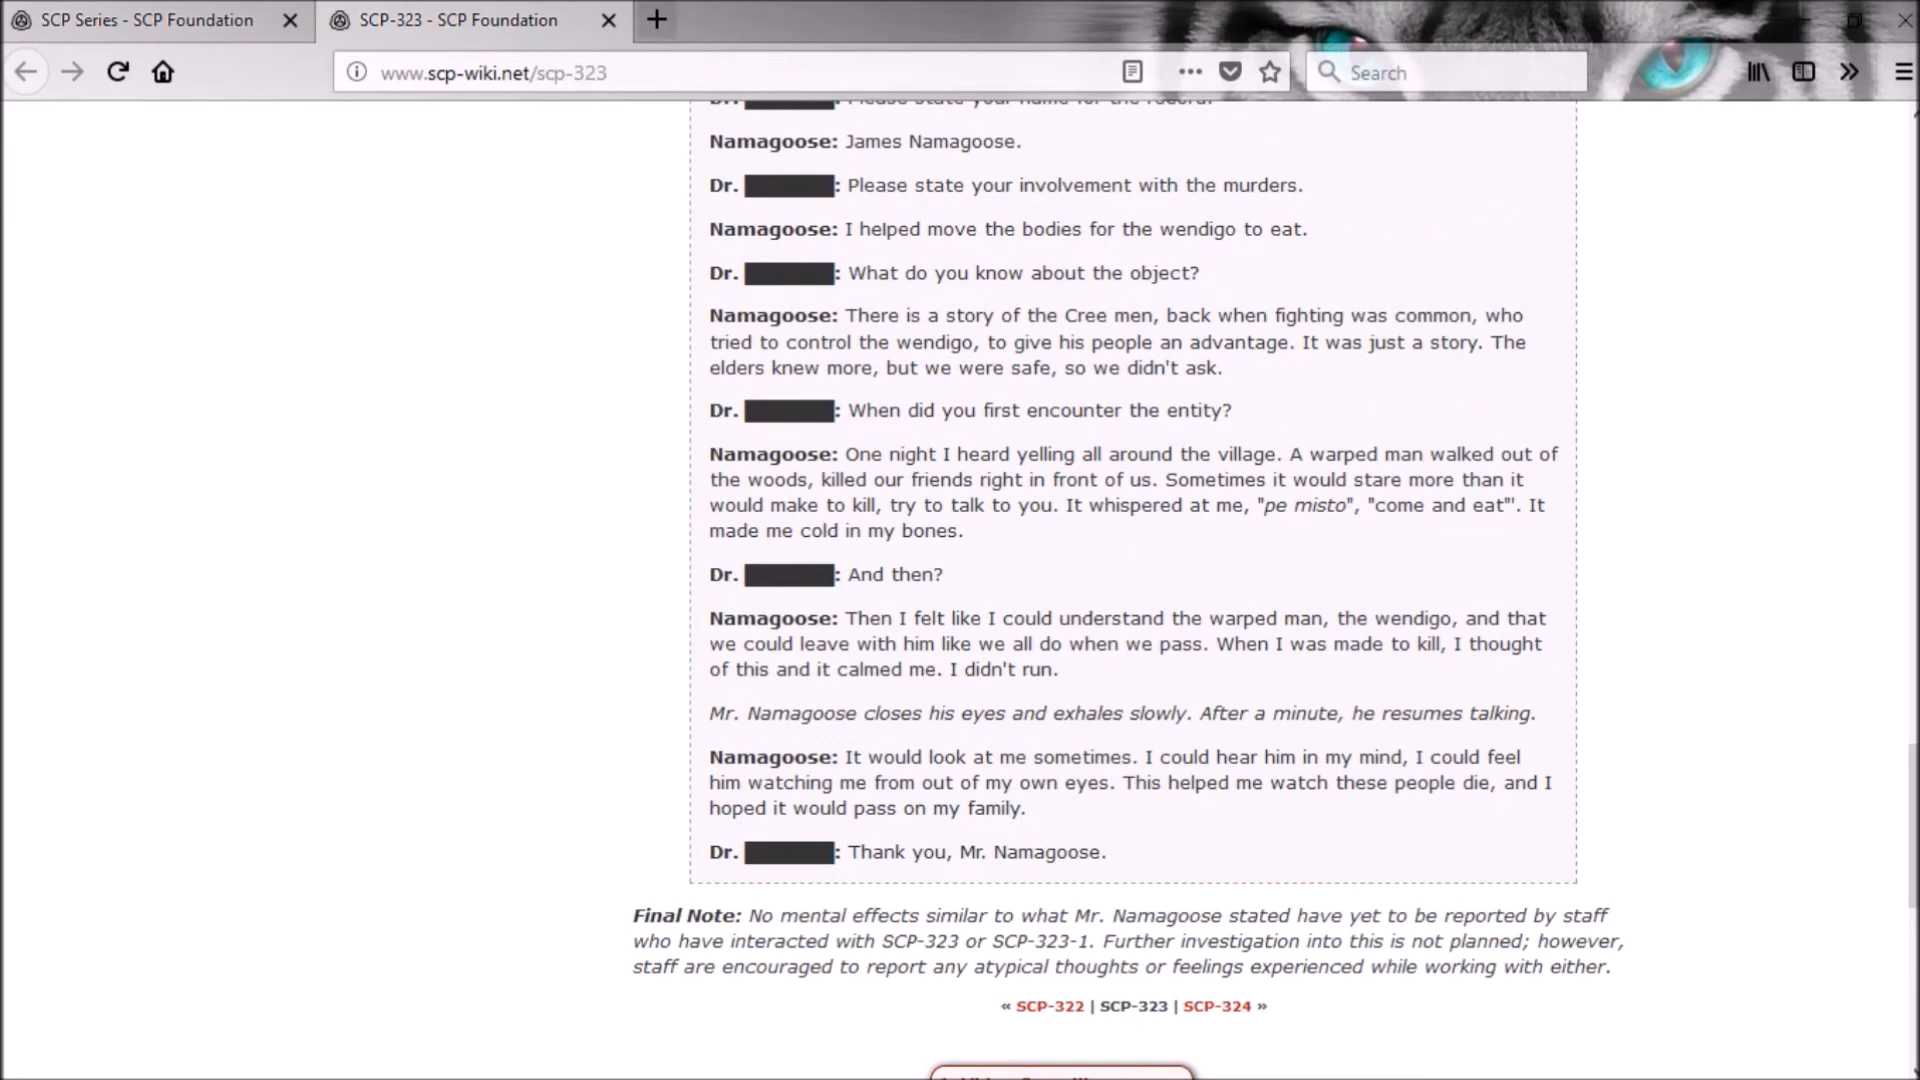 SCP Series - SCP Foundation
SCP-323 - SCP Foundation
www.scp-wiki.net/scp-323
Search
Dr. : Please state your name for the record.
Namagoose: James Namagoose.
Dr. : Please state your involvement with the murders.
Namagoose: I helped move the bodies for the wendigo to eat.
Dr. : What do you know about the object?
Namagoose: There is a story of the Cree men, back when fighting was common, who
tried to control the wendigo, to give his people an advantage. It was just a story. The
elders knew more, but we were safe, so we didn't ask.
Dr. : When did you first encounter the entity?
Namagoose: One night I heard yelling all around the village. A warped man walked out of
the woods, killed our friends right in front of us. Sometimes it would stare more than it
would make to kill, try to talk to you. It whispered at me, "pe misto", "come and eat"'. It
made me cold in my bones.
Dr. : And then?
Namagoose: Then I felt like I could understand the warped man, the wendigo, and that
we could leave with him like we all do when we pass. When I was made to kill, I thought
of this and it calmed me. I didn't run.
Mr. Namagoose closes his eyes and exhales slowly. After a minute, he resumes talking.
Namagoose: It would look at me sometimes. I could hear him in my mind, I could feel
him watching me from out of my own eyes. This helped me watch these people die, and I
hoped it would pass on my family.
Dr. : Thank you, Mr. Namagoose.
Final Note: No mental effects similar to what Mr. Namagoose stated have yet to be reported by staff
who have interacted with SCP-323 or SCP-323-1. Further investigation into this is not planned; however,
staff are encouraged to report any atypical thoughts or feelings experienced while working with either.
« SCP-322 | SCP-323 | SCP-324 »